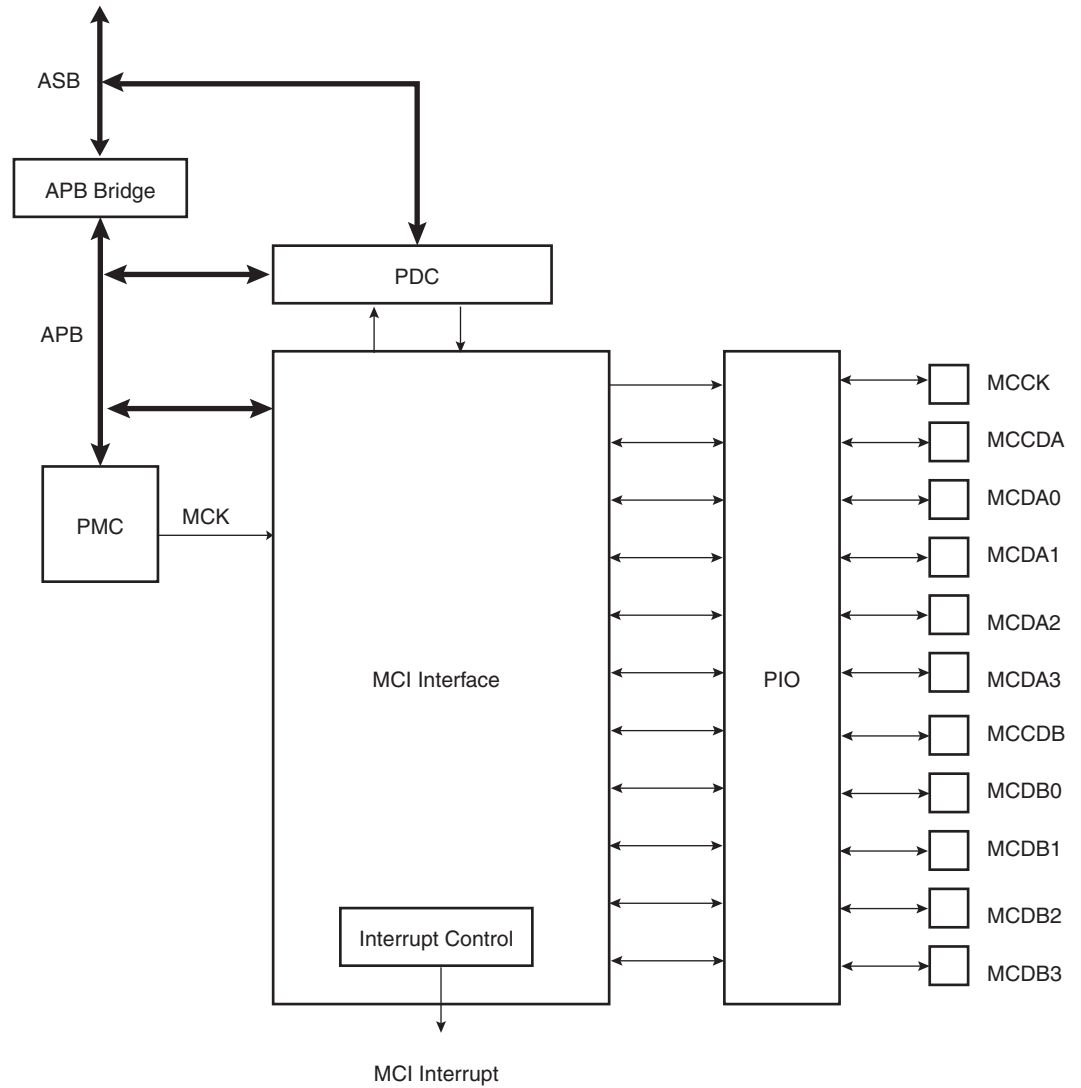 ASB
APB Bridge
PDC
APB
MCCK
MCCDA
MCDA0
PMC
MCK
MCDA1
MCDA2
MCI Interface
PIO
MCDA3
MCCDB
MCDB0
MCDB1
MCDB2
Interrupt Control
MCDB3
MCI Interrupt